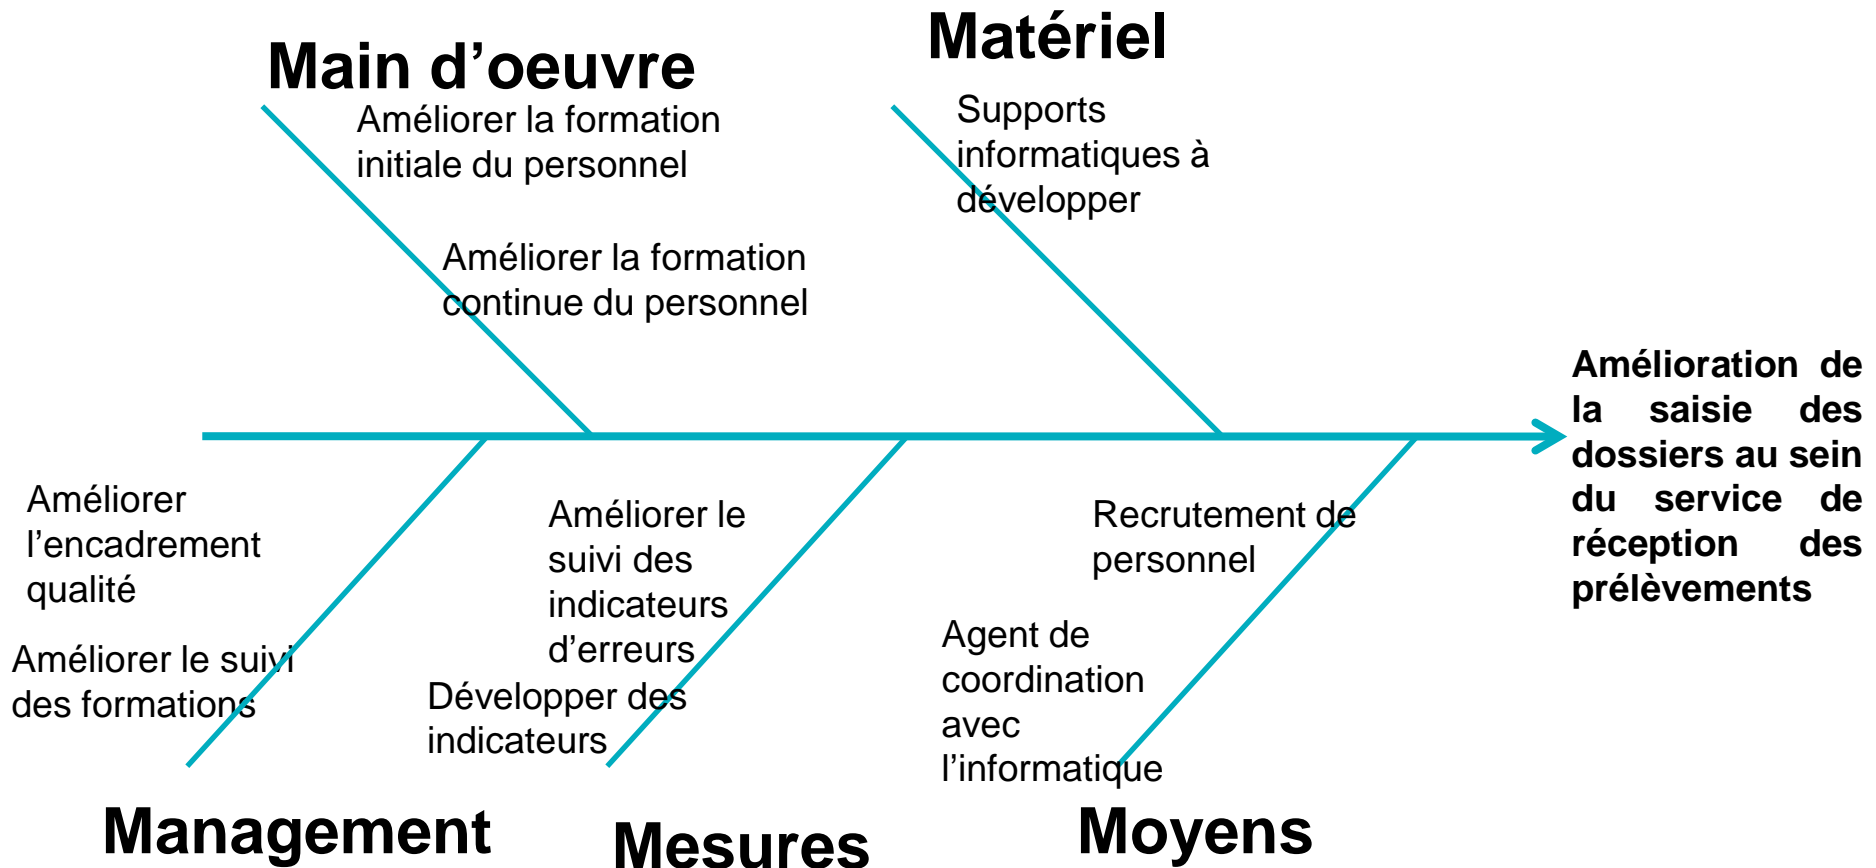 Main d’oeuvre
Améliorer la formation
initiale du personnel
Améliorer la formation
continue du personnel
Matériel
Supports
informatiques à
développer
Amélioration de
la saisie des
dossiers au sein
du service de
réception des
prélèvements
Améliorer
l’encadrement
qualité
Améliorer le suivi
des formations
Management
Améliorer le
suivi des
indicateurs
d’erreurs
Développer des
indicateurs
Mesures
Recrutement de
personnel
Agent de
coordination
avec
l’informatique
Moyens